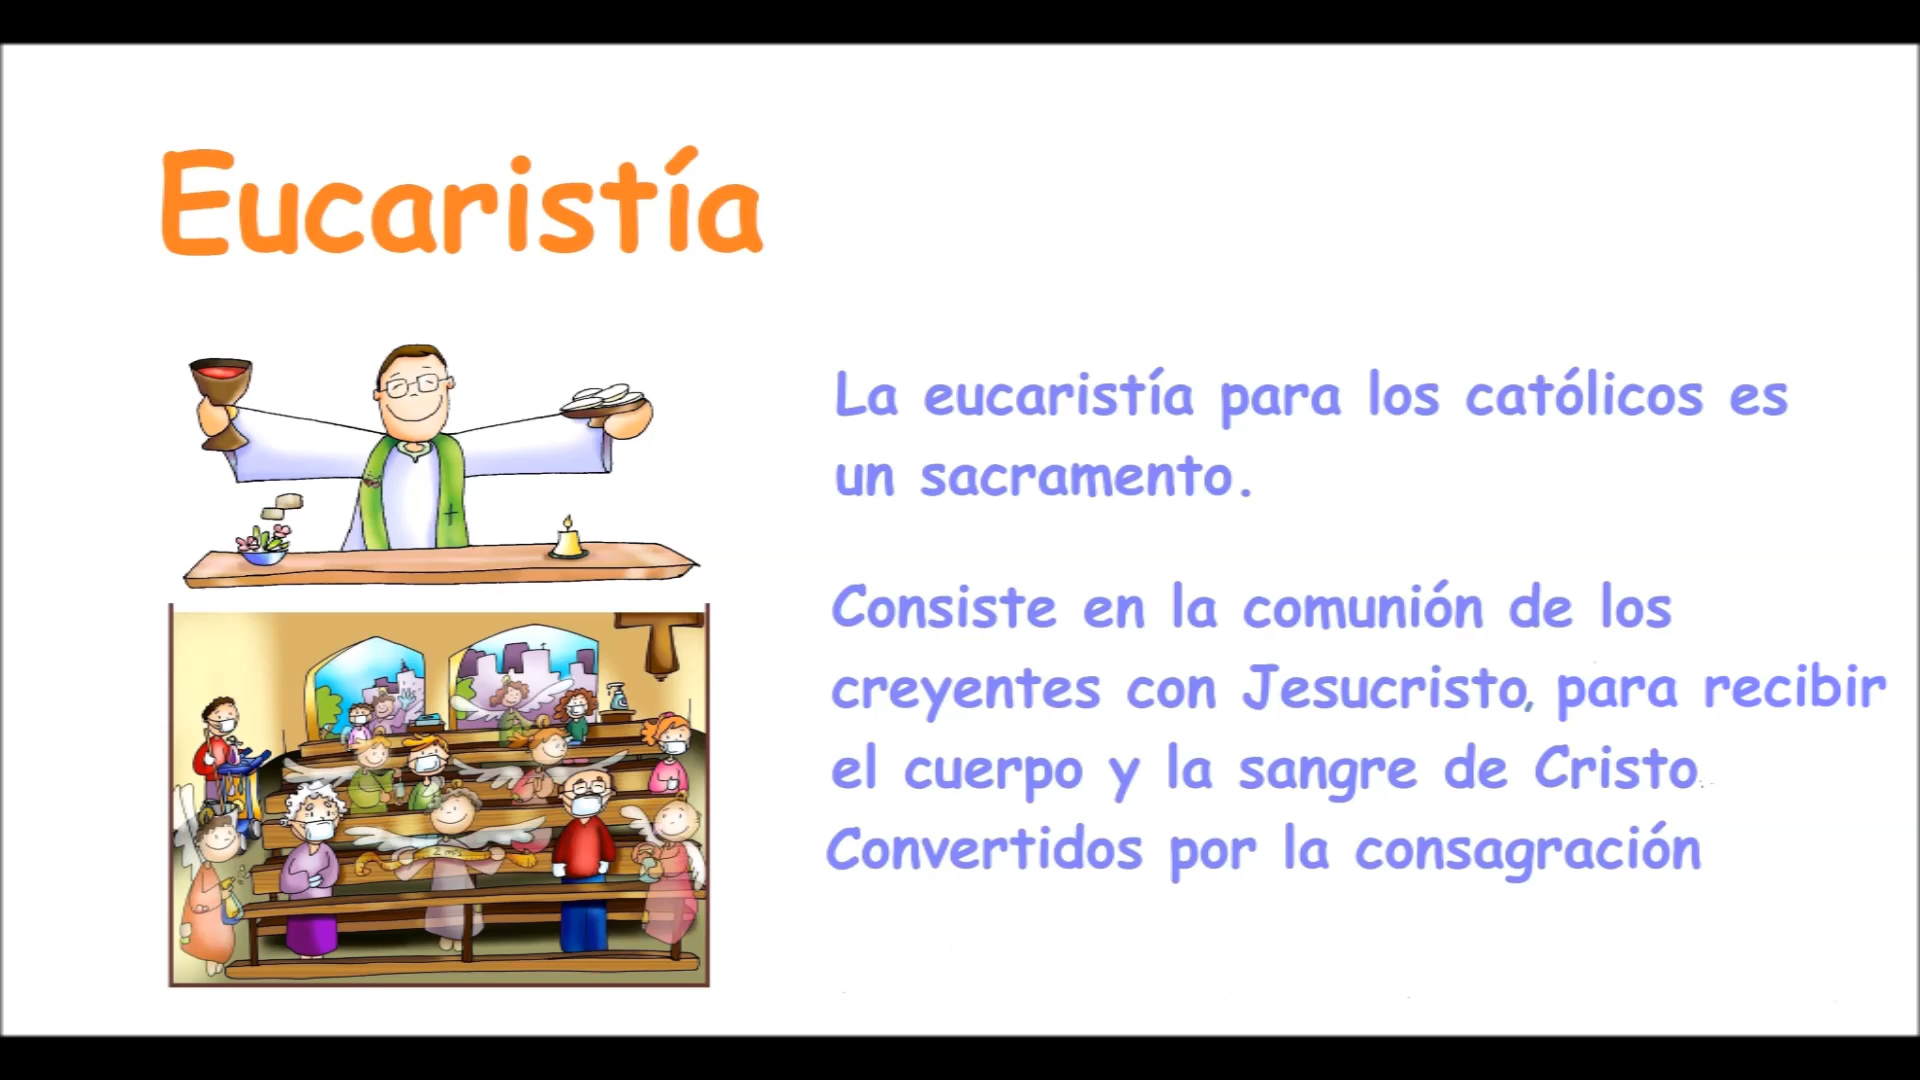 Eucaristía
La eucaristía para los católicos es
un sacramento.
Consiste en la comunión de los
creyentes con Jesucristo, para recibir
el cuerpo y la sangre de Cristo
Convertidos por la consagración